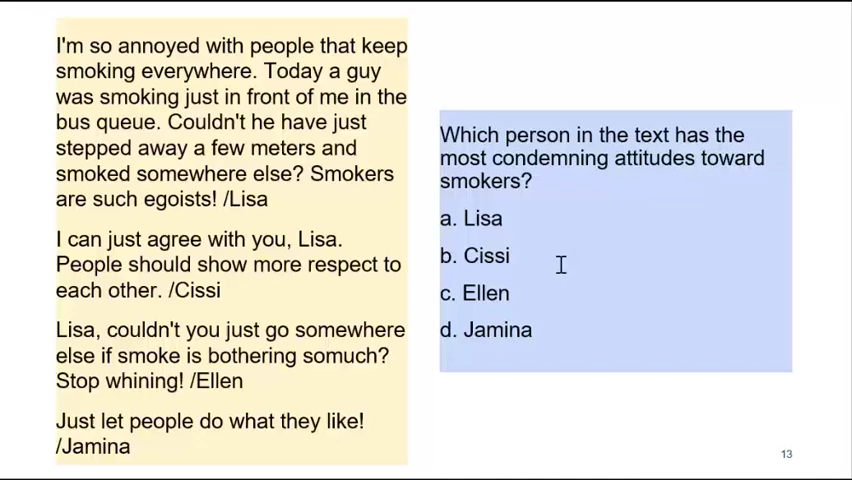 I'm so annoyed with people that keep
smoking everywhere. Today a guy
was smoking just in front of me in the
bus queue. Couldn't he have just
stepped away a few meters and
smoked somewhere else? Smokers
are such egoists! /Lisa
I can just agree with you, Lisa.
People should show more respect to
each other. /Cissi
Lisa, couldn't you just go somewhere
else if smoke is bothering somuch?
Stop whining! /Ellen
Just let people do what they like!
/Jamina
Which person in the text has the
most condemning attitudes toward
smokers?
a. Lisa
b. Cissi
c. Ellen
d. Jamina
13